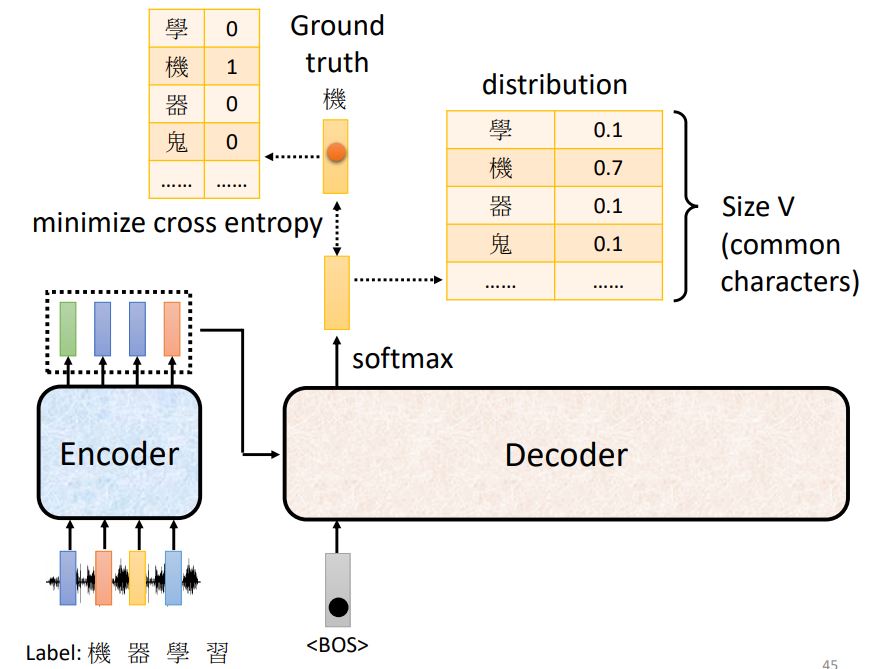 學 0
機 1
器 0
鬼 0
...... ......
Ground
truth
機
distribution
學 0.1
機 0.7
器 0.1
鬼 0.1
...... ......
Size V
(common
characters)
minimize cross entropy
softmax
Encoder
Decoder
<BOS>
Label: 機 器 學 習
45